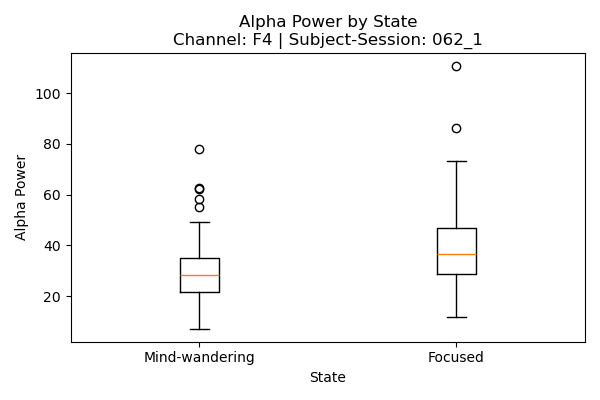 Alpha Power by State
Channel: F4 | Subject-Session: 062_1
100
80
60
40
20
Alpha Power
Mind-wandering
Focused
State